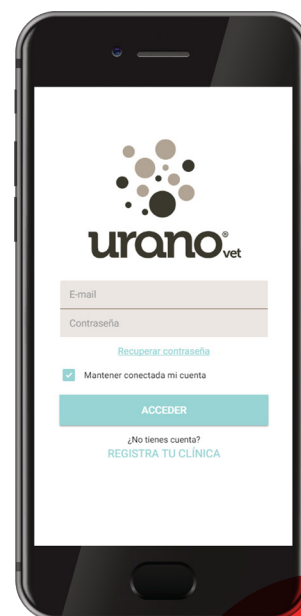 urano® vet
E-mail
Contraseña
Recuperar contraseña
Mantener conectada mi cuenta
ACCEDER
¿No tienes cuenta?
REGISTRA TU CLÍNICA